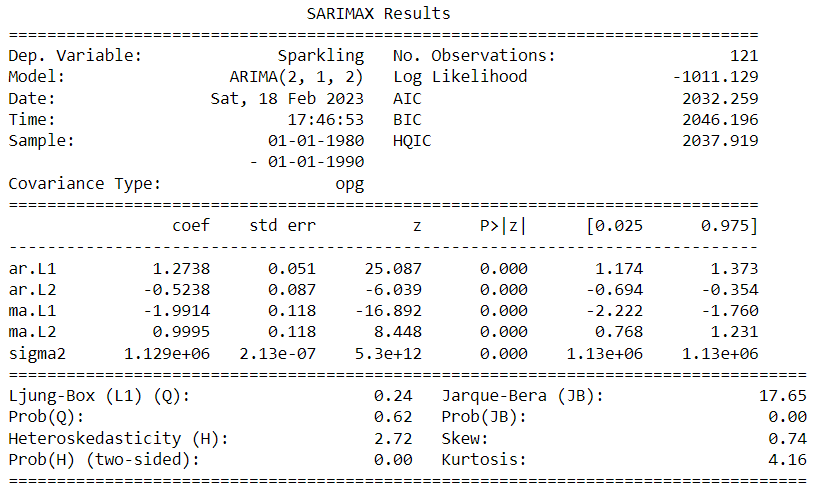 SARIMAX Results
==============================================================================
Dep. Variable:              Sparkling   No. Observations:                  121
Model:                 ARIMA(2, 1, 2)   Log Likelihood               -1011.129
Date:                Sat, 18 Feb 2023   AIC                           2032.259
Time:                        17:46:53   BIC                           2046.196
Sample:                    01-01-1980   HQIC                          2037.919
                         - 01-01-1990
Covariance Type:                  opg
==============================================================================
                 coef    std err          z      P>|z|      [0.025      0.975]
------------------------------------------------------------------------------
ar.L1          1.2738      0.051     25.087      0.000       1.174       1.373
ar.L2         -0.5238      0.087     -6.039      0.000      -0.694      -0.354
ma.L1         -1.9914      0.118    -16.892      0.000      -2.222      -1.760
ma.L2          0.9995      0.118      8.448      0.000       0.768       1.231
sigma2      1.129e+06   2.13e-07    5.3e+12      0.000    1.13e+06    1.13e+06
===================================================================================
Ljung-Box (L1) (Q):                   0.24   Jarque-Bera (JB):                17.65
Prob(Q):                              0.62   Prob(JB):                         0.00
Heteroskedasticity (H):               2.72   Skew:                             0.74
Prob(H) (two-sided):                  0.00   Kurtosis:                         4.16
===================================================================================